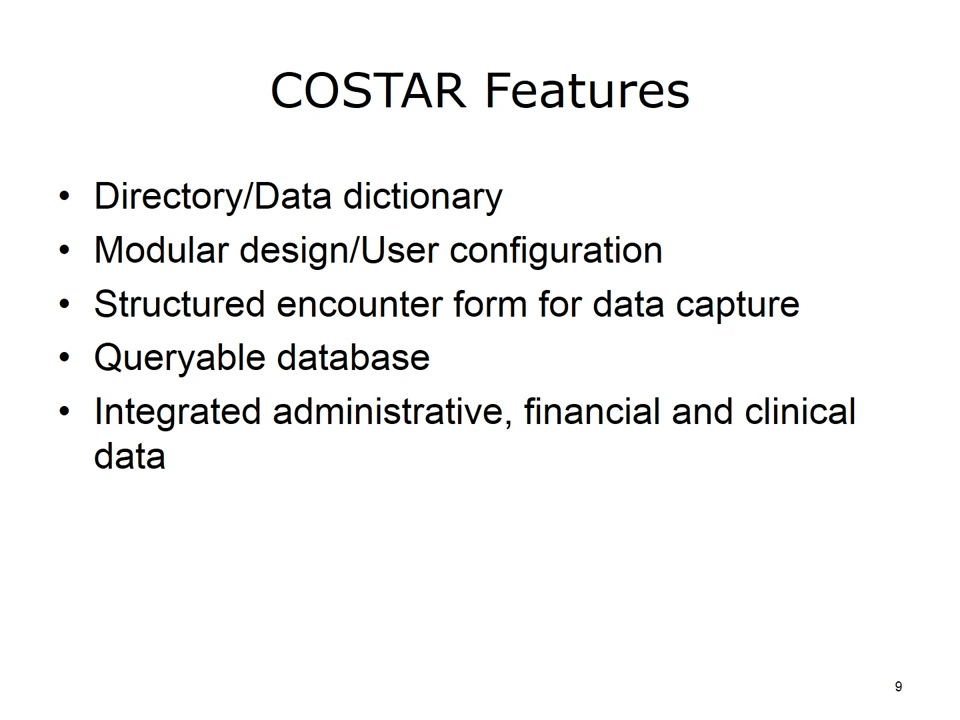 COSTAR Features
• Directory/Data dictionary
• Modular design/User configuration
• Structured encounter form for data capture
• Queryable database
• Integrated administrative, financial and clinical
data
9